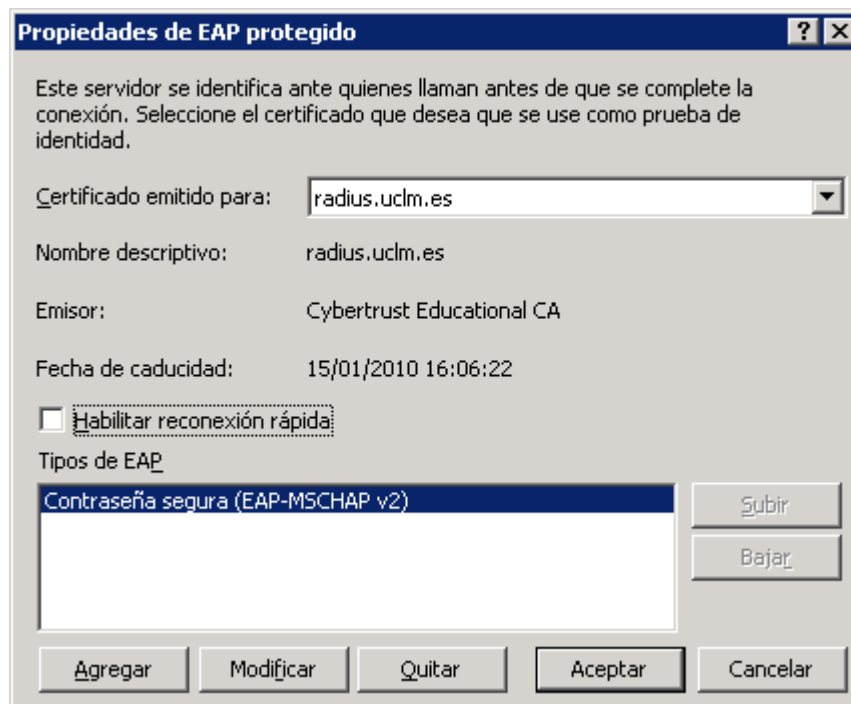 Propiedades de EAP protegido
Este servidor se identifica ante quienes llaman antes de que se complete la
conexión. Seleccione el certificado que desea que se use como prueba de
identidad.
Certificado emitido para: radius.uclm.es
Nombre descriptivo: radius.uclm.es
Emisor: Cybertrust Educational CA
Fecha de caducidad: 15/01/2010 16:06:22
Habilitar reconexión rápida
Tipos de EAP
Contraseña segura (EAP-MSCHAP v2)
Subir
Bajar
Agregar Modificar Quitar Aceptar Cancelar